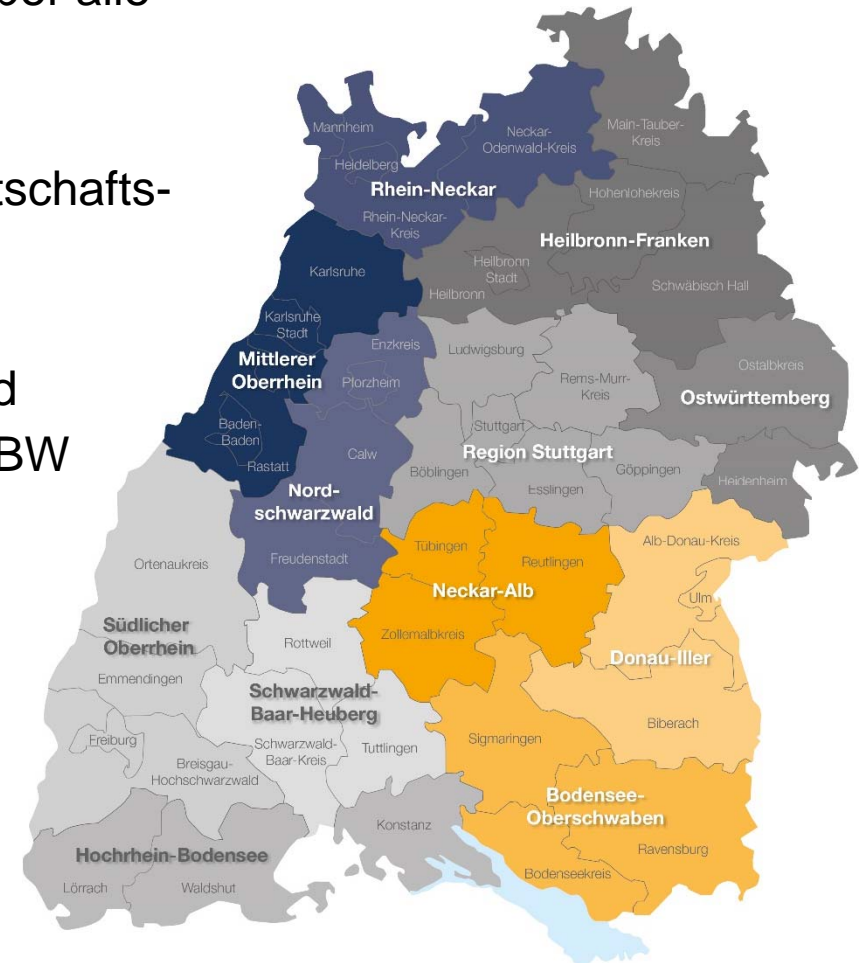 ber alle
tschafts-
d
BW
Mannheim
Heidelberg
Neckar-
Odenwald-Kreis
Rhein-Neckar
Rhein-Neckar-
Kreis
Main-Tauber-
Kreis
Hohenlohekreis
Heilbronn-Franken
Heilbronn
Stadt
Heilbronn
Schwäbisch Hall
Karlsruhe
Karlsruhe
Stadt
Mittlerer
Oberrhein
Baden-
Baden
Rastatt
Enzkreis
Pforzheim
Calw
Nord-
schwarzwald
Freudenstadt
Ludwigsburg
Rems-Murr-
Kreis
Stuttgart
Region Stuttgart
Böblingen
Esslingen
Göppingen
Ostalbkreis
Ostwürttemberg
Heidenheim
Tübingen
Reutlingen
Neckar-Alb
Zollernalbkreis
Alb-Donau-Kreis
Ulm
Donau-Iller
Biberach
Ortenaukreis
Südlicher
Oberrhein
Emmendingen
Freiburg
Breisgau-
Hochschwarzwald
Rottweil
Schwarzwald-
Baar-Heuberg
Schwarzwald-
Baar-Kreis
Tuttlingen
Sigmaringen
Bodensee-
Oberschwaben
Ravensburg
Bodenseekreis
Konstanz
Hochrhein-Bodensee
Lörrach
Waldshut